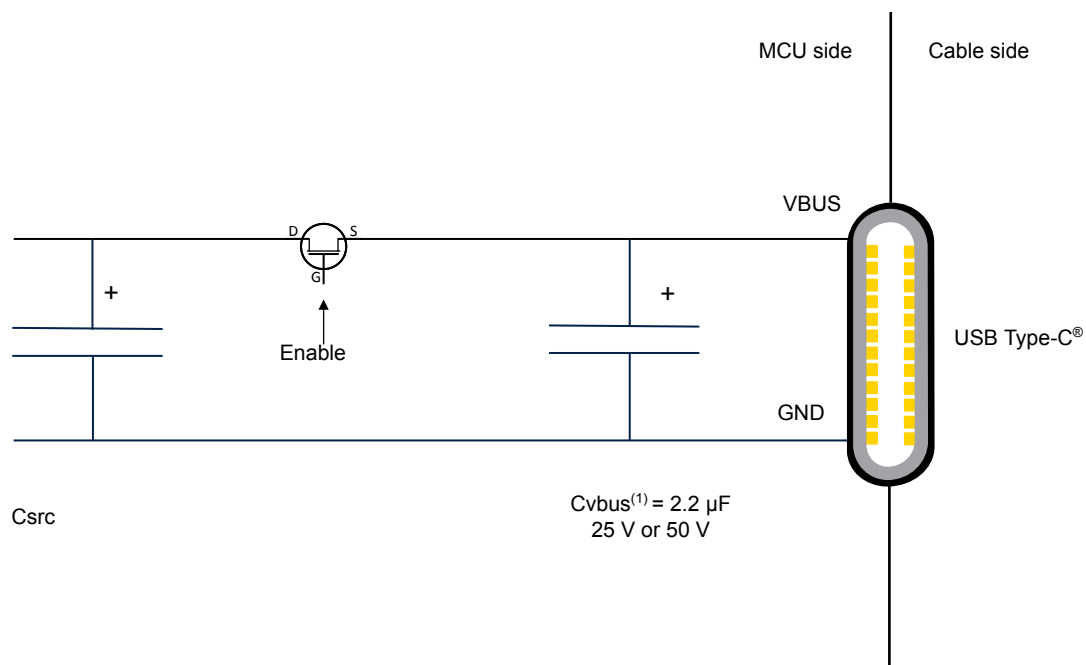 MCU side
Cable side
VBUS
D
S
G
+
+
Enable
USB Type-C®
GND
Csrc
Cvbus(1) = 2.2 µF
25 V or 50 V